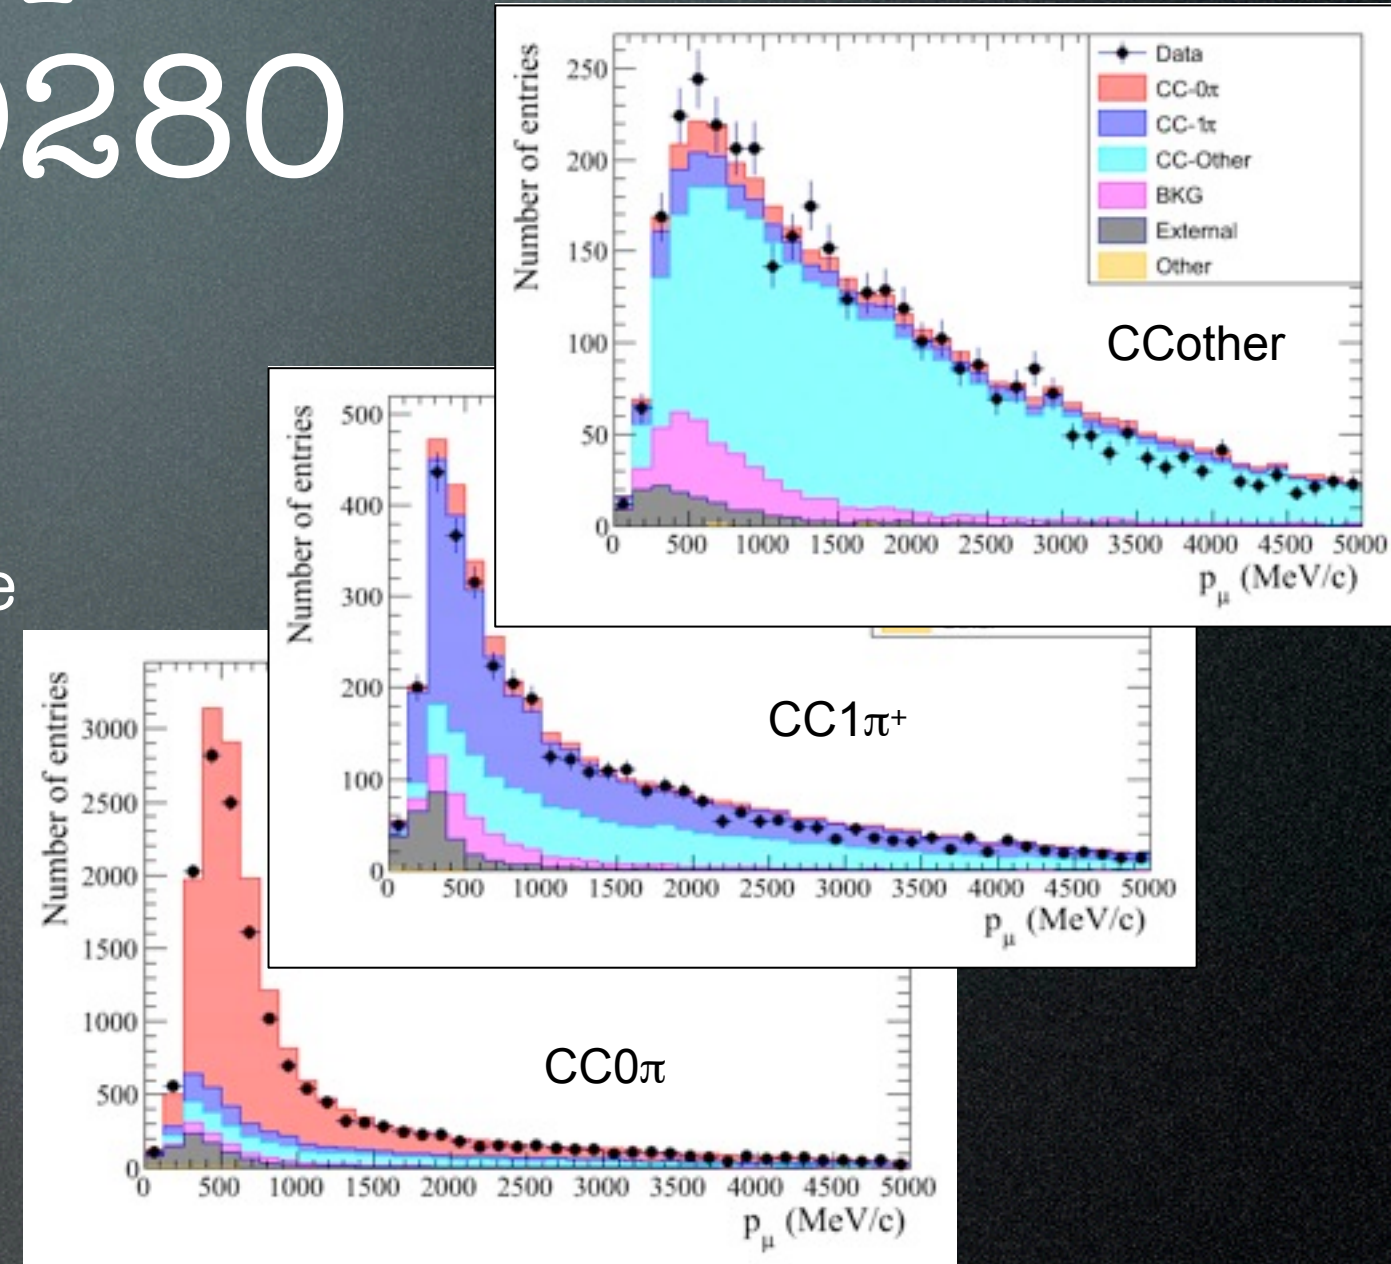 280
e
Number of entries
250
200
150
100
50
0
Data
CC-0π
CC-1π
CC-Other
BKG
External
Other
CCother
0 500 1000 1500 2000 2500 3000 3500 4000 4500 5000
pμ (MeV/c)
Number of entries
500
400
300
200
100
0
CC1π+
0 500 1000 1500 2000 2500 3000 3500 4000 4500 5000
pμ (MeV/c)
Number of entries
3000
2500
2000
1500
1000
500
0
CC0π
0 500 1000 1500 2000 2500 3000 3500 4000 4500 5000
pμ (MeV/c)